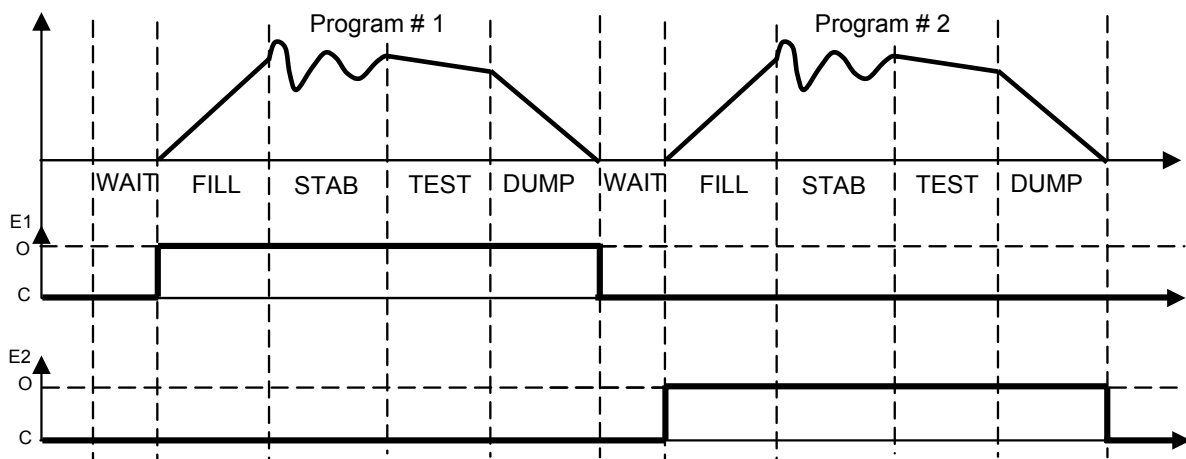 Program # 1 Program # 2
WAIT FILL STAB TEST DUMP WAIT FILL STAB TEST DUMP
E1
O
C
E2
O
C